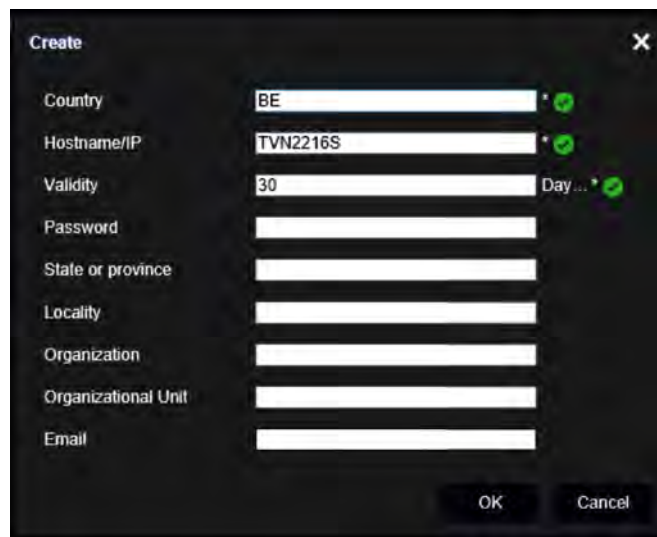 Create
Country BE *
Hostname/IP TVN2216S *
Validity 30 Day... *
Password
State or province
Locality
Organization
Organizational Unit
Email
OK Cancel